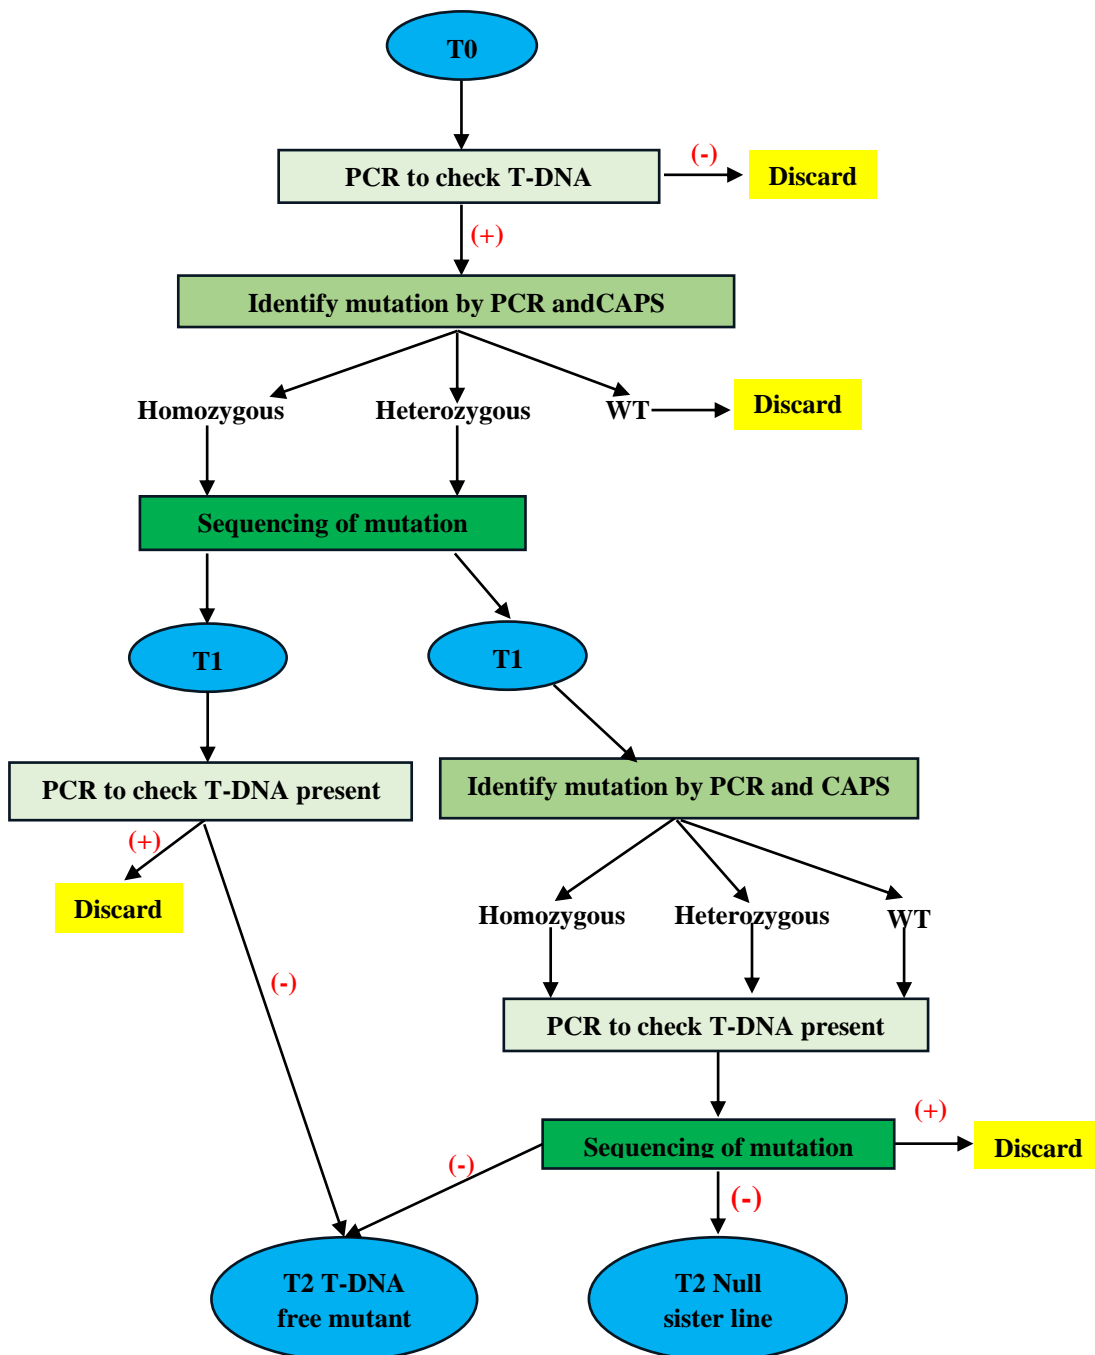 T0
PCR to check T-DNA
(-)
Discard
(+)
Identify mutation by PCR andCAPS
Homozygous
Heterozygous
WT
Discard
Sequencing of mutation
T1
T1
PCR to check T-DNA present
Identify mutation by PCR and CAPS
(+)
Discard
Homozygous
Heterozygous
WT
(-)
PCR to check T-DNA present
Sequencing of mutation
(+)
Discard
(-)
(-)
T2 T-DNA
free mutant
T2 Null
sister line